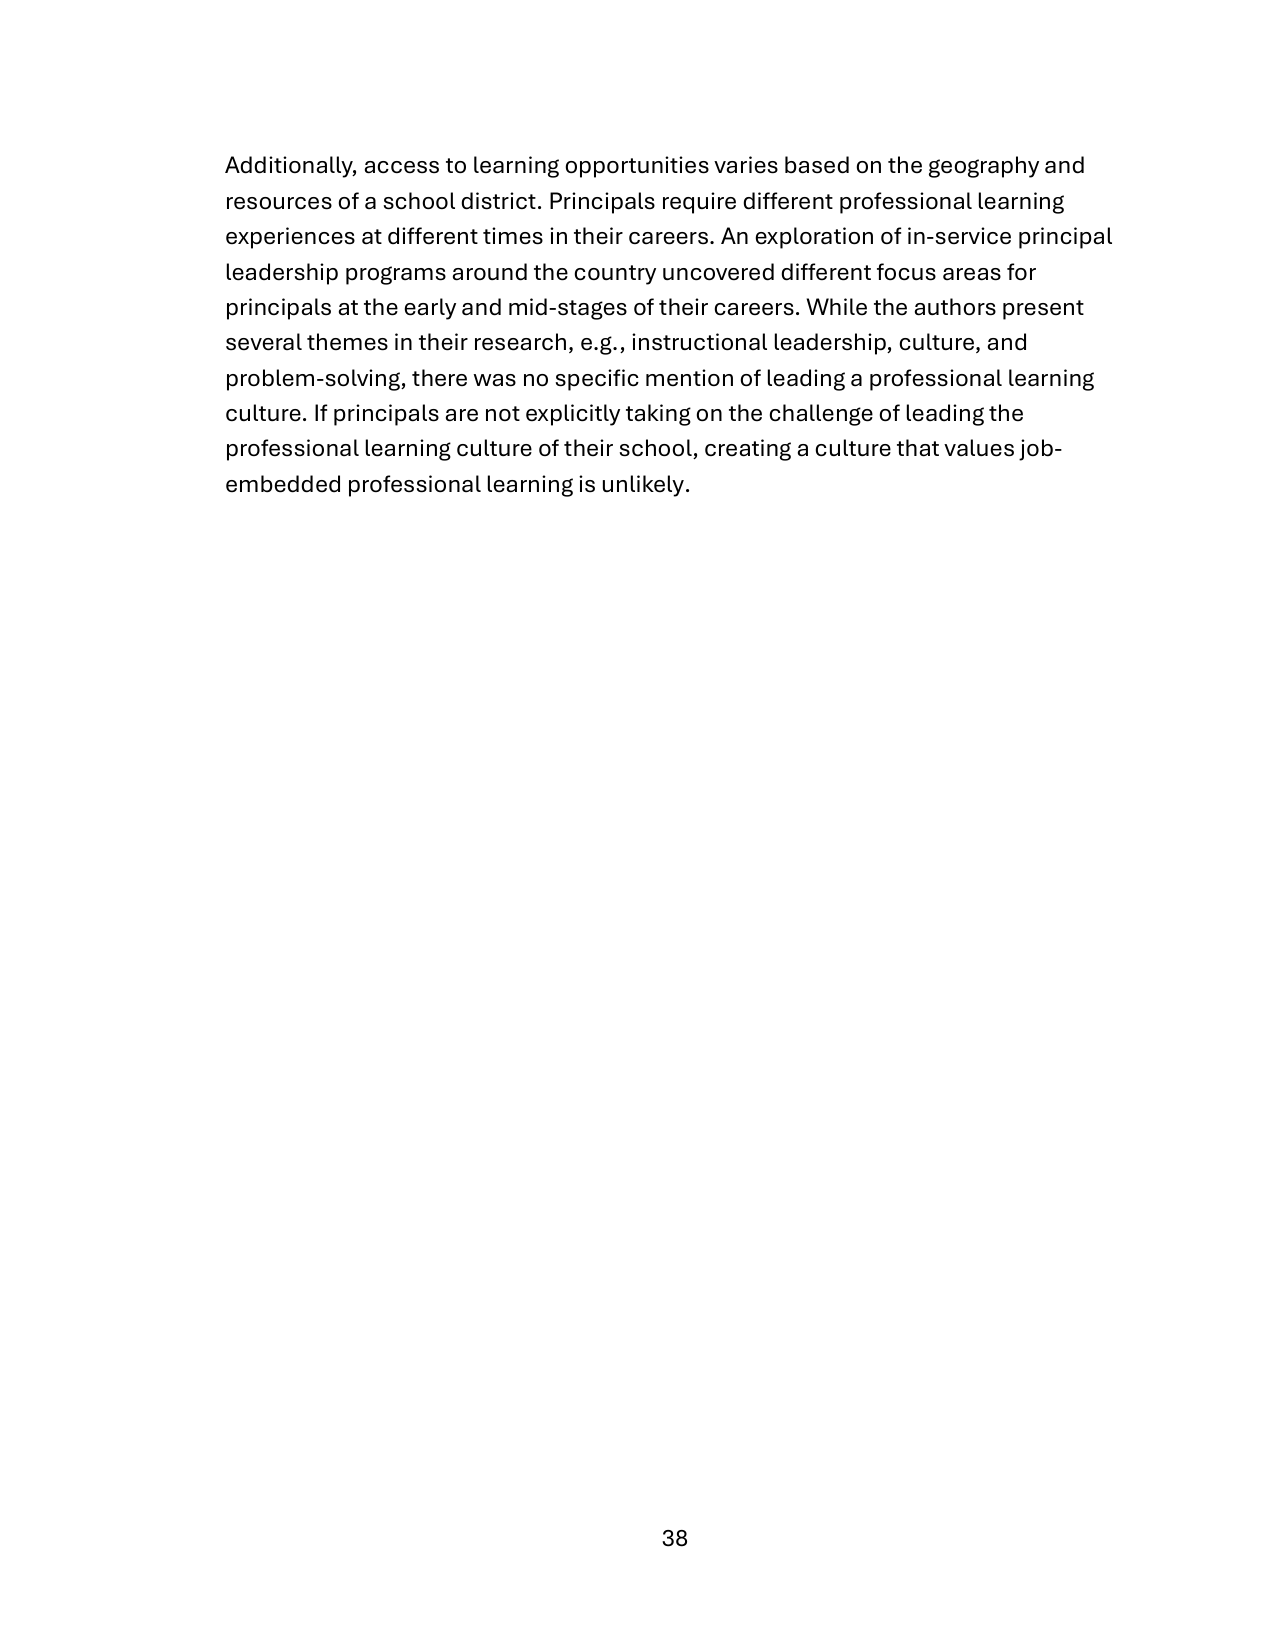 Additionally, access to learning opportunities varies based on the geography and
resources of a school district. Principals require different professional learning
experiences at different times in their careers. An exploration of in-service principal
leadership programs around the country uncovered different focus areas for
principals at the early and mid-stages of their careers. While the authors present
several themes in their research, e.g., instructional leadership, culture, and
problem-solving, there was no specific mention of leading a professional learning
culture. If principals are not explicitly taking on the challenge of leading the
professional learning culture of their school, creating a culture that values job-
embedded professional learning is unlikely.
38